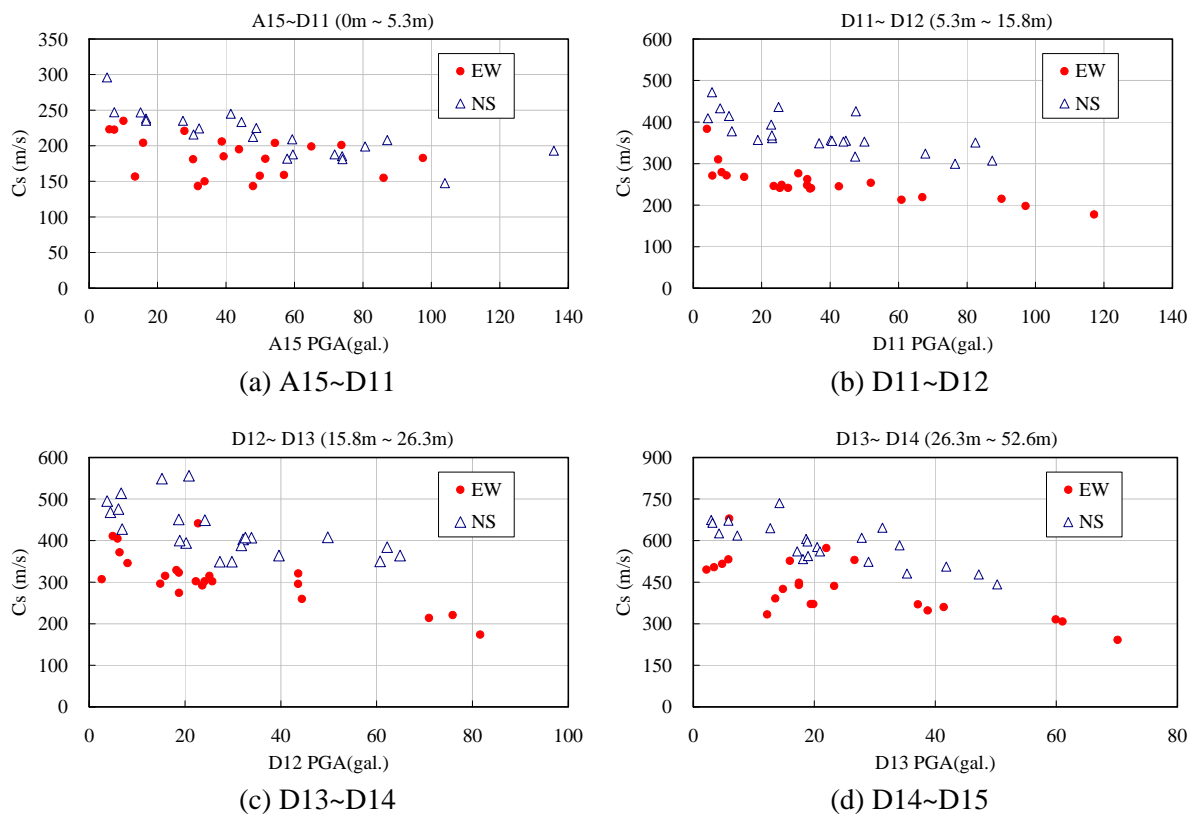 A15~D11 (0m ~ 5.3m)
350
300
250
200
150
100
50
0
Cs (m/s)
EW
NS
0 20 40 60 80 100 120 140
A15 PGA(gal.)
(a) A15~D11
D11~ D12 (5.3m ~ 15.8m)
600
500
400
300
200
100
0
Cs (m/s)
EW
NS
0 20 40 60 80 100 120 140
D11 PGA(gal.)
(b) D11~D12
D12~ D13 (15.8m ~ 26.3m)
600
500
400
300
200
100
0
Cs (m/s)
EW
NS
0 20 40 60 80 100
D12 PGA(gal.)
(c) D13~D14
D13~ D14 (26.3m ~ 52.6m)
900
750
600
450
300
150
0
Cs (m/s)
EW
NS
0 20 40 60 80
D13 PGA(gal.)
(d) D14~D15